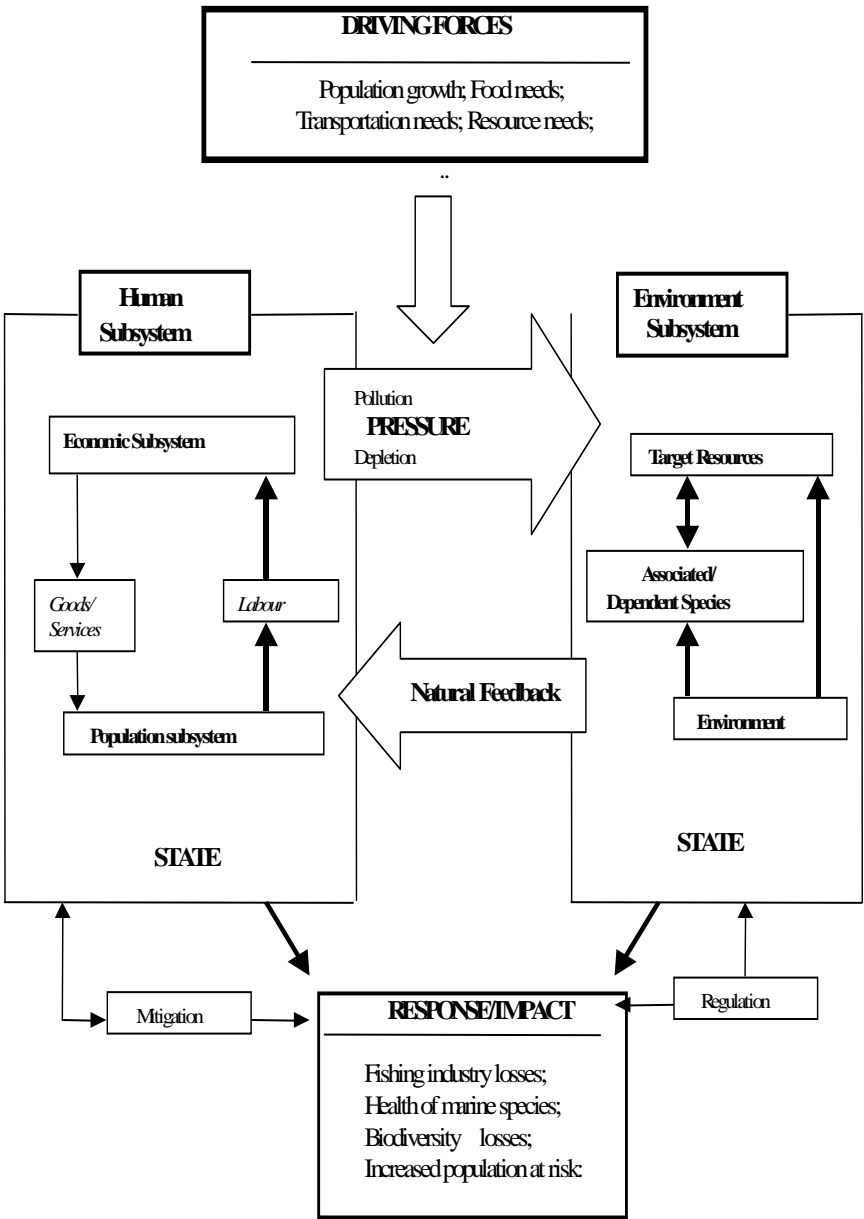 DRIVING FORCES
Population growth; Food needs;
Transportation needs; Resource needs;
..
Human
Subsystem
Environment
Subsystem
Pollution
PRESSURE
Depletion
Economic Subsystem
Target Resources
Goods/
Services
Labour
Associated/
Dependent Species
Natural Feedback
Population subsystem
Environment
STATE
STATE
Mitigation
RESPONSE/IMPACT
Regulation
Fishing industry losses;
Health of marine species;
Biodiversity losses;
Increased population at risk: